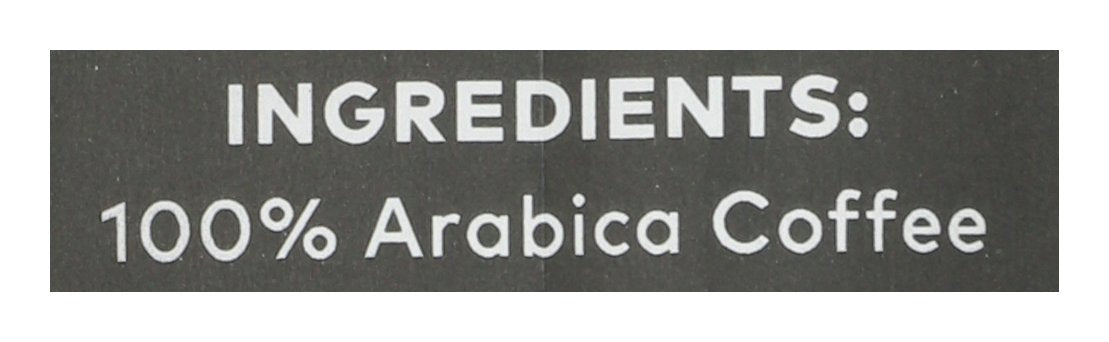 INGREDIENTS:
100% Arabica Coffee